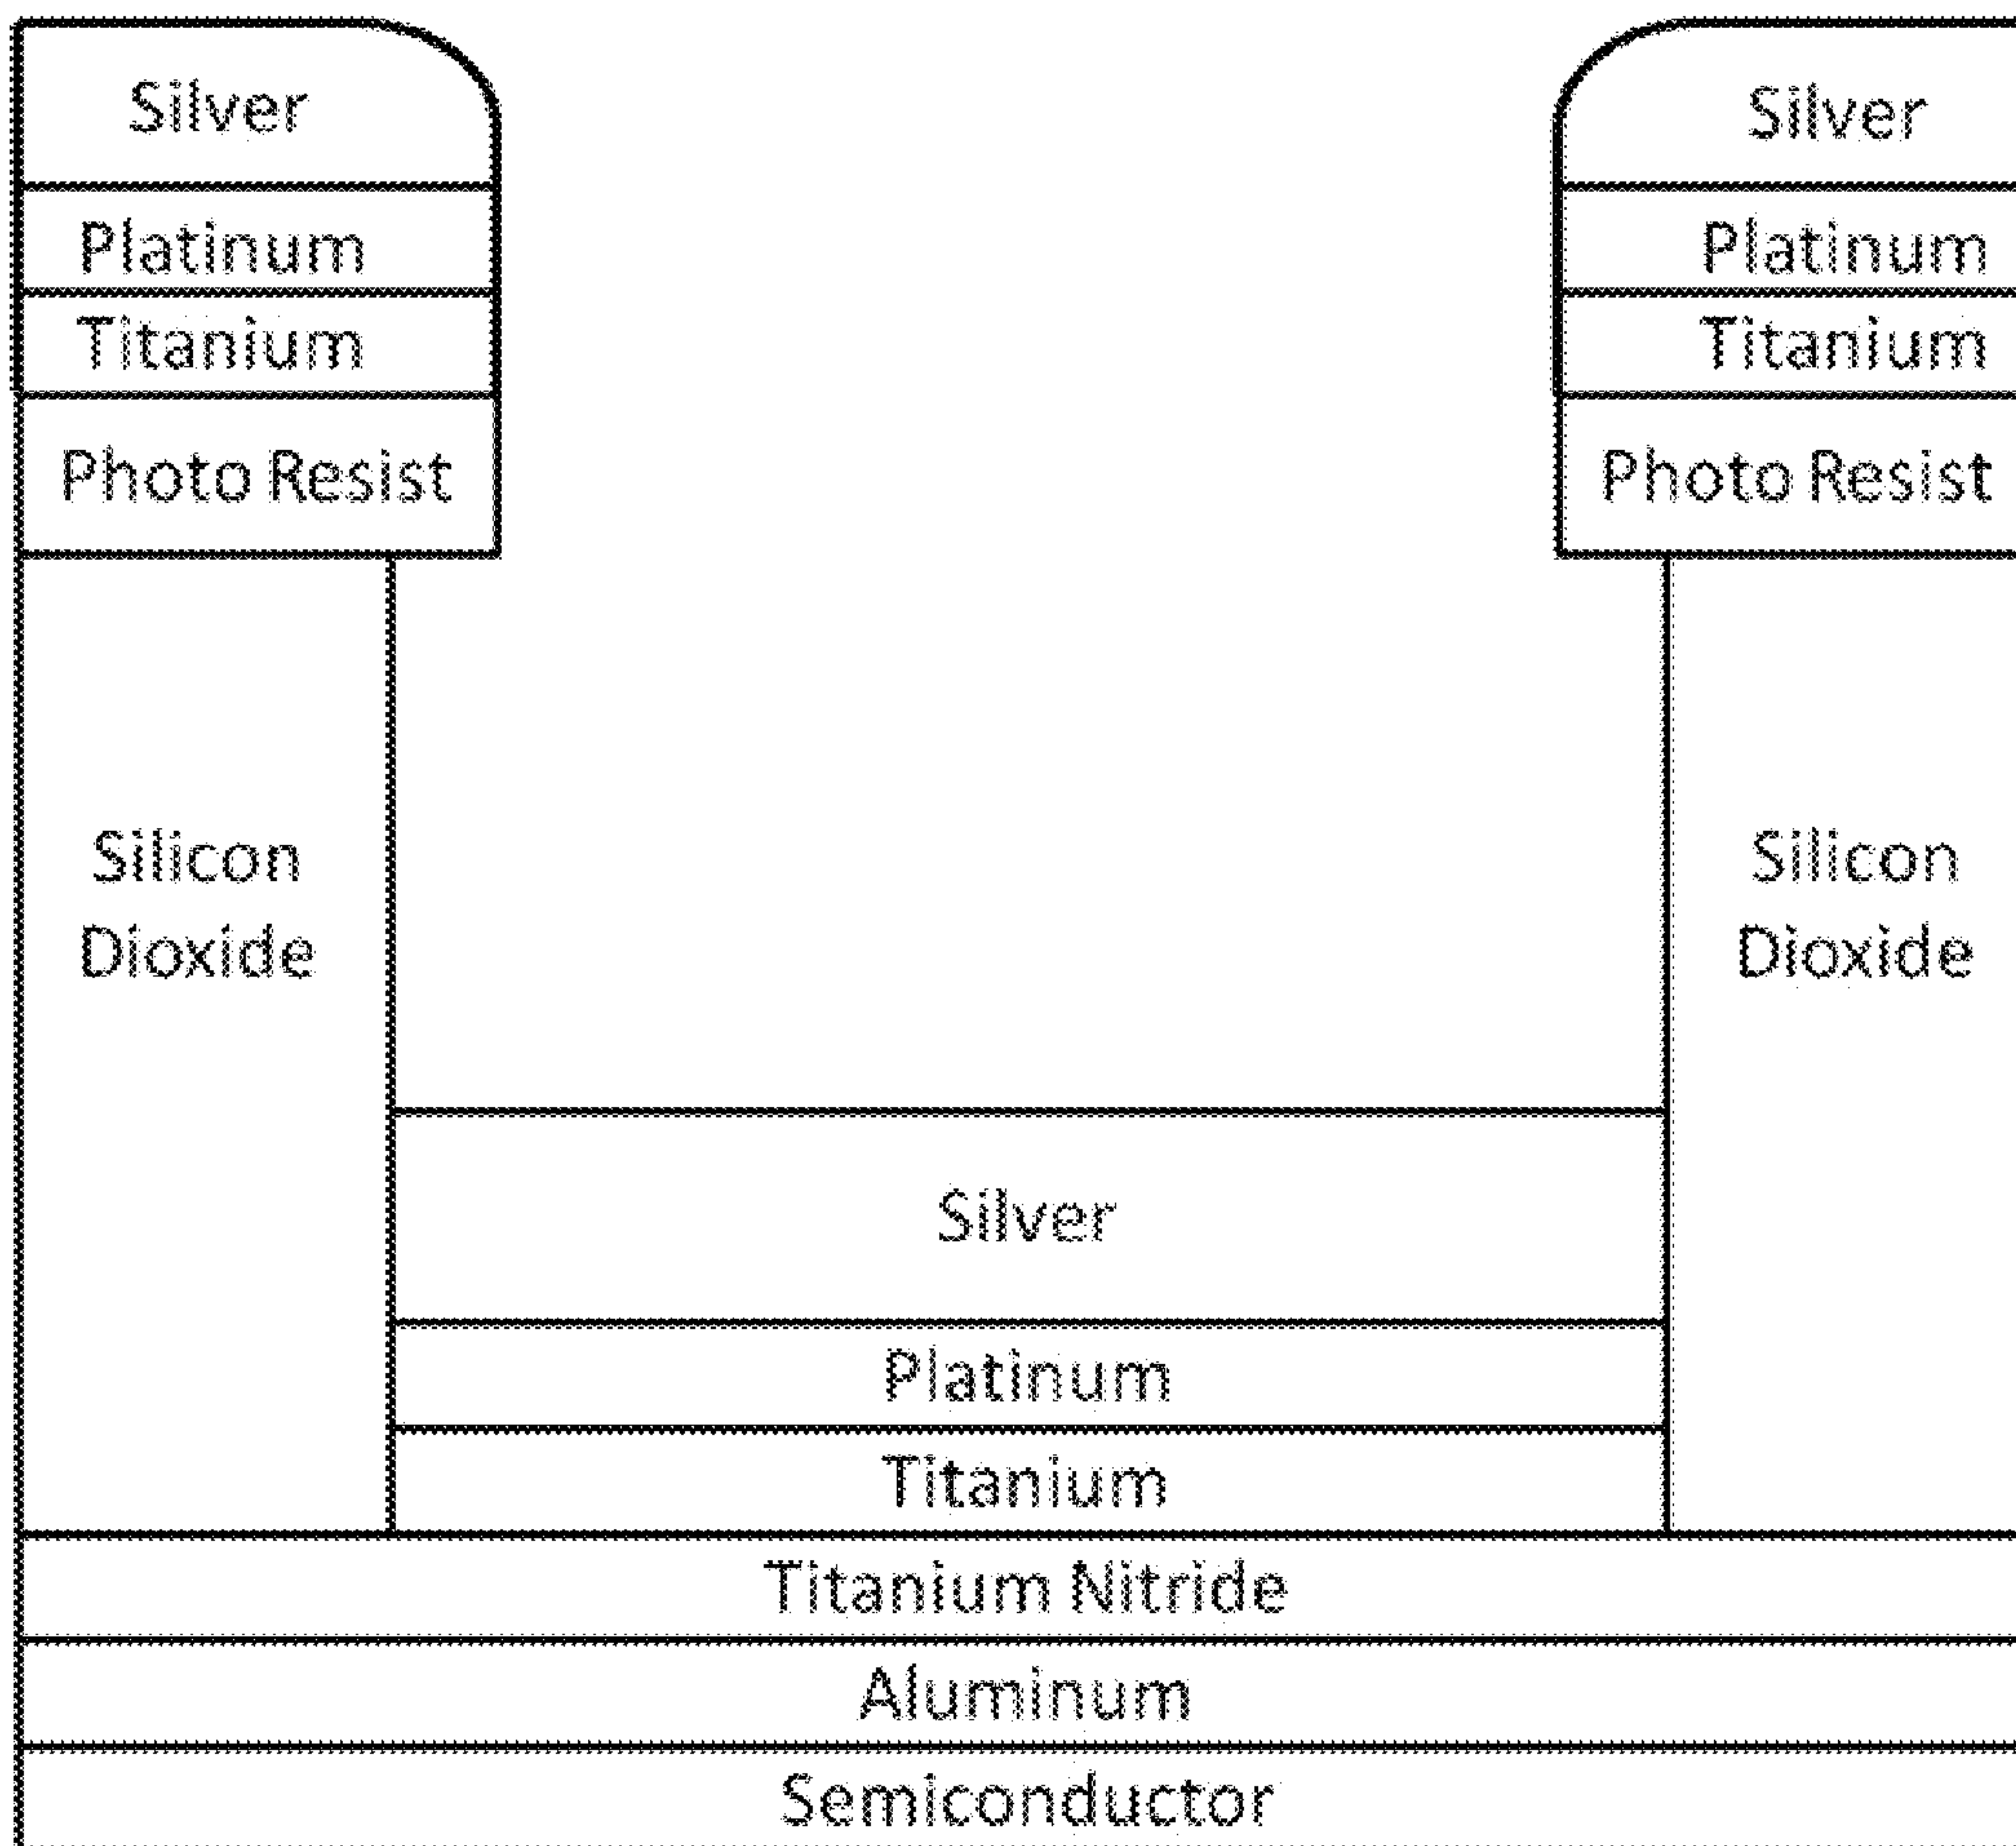 Silver
Silver
Platinum
Platinum
Titanium
Titanium
Photo Resist
Photo Resist
Silicon
Dioxide
Silicon
Dioxide
Silver
Platinum
Titanium
Titanium Nitride
Aluminum
Semiconductor